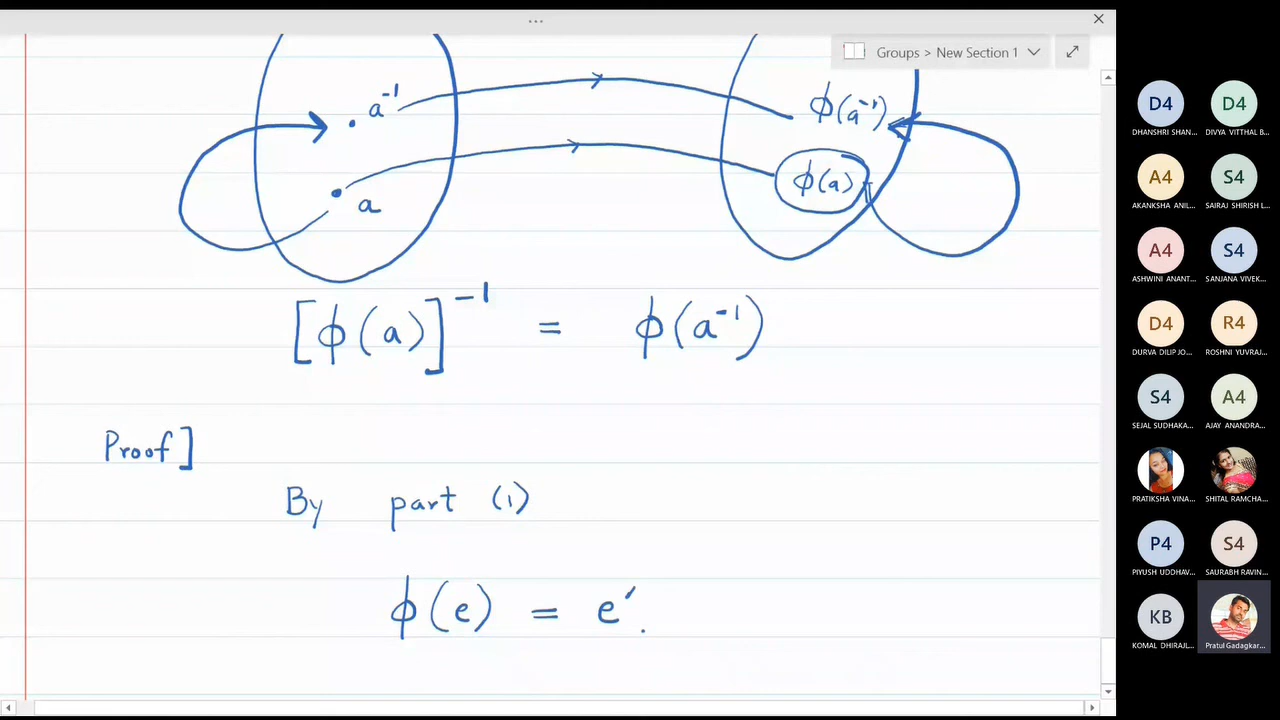 Groups > New Section 1
a⁻¹
ϕ(a⁻¹)
a
ϕ(a)
[ϕ(a)]⁻¹ = ϕ(a⁻¹)
Proof]
By part (1)
ϕ(e) = e′.
D4
D4
DHANSHRI SHAN...
DIVYA VITTHAL B...
A4
S4
AKANKSHA ANIL...
SAIRAJ SHIRISH L...
A4
S4
ASHWINI ANANT...
SANJANA VIVEK...
D4
R4
DURVA DILIP JO...
ROSHNI YUVRAJ...
S4
A4
SEJAL SUDHAKA...
AJAY ANANDRA...
PRATIKSHA VINA...
SHITAL RAMCHA...
P4
S4
PIYUSH UDDHAV...
SAURABH RAVIN...
KB
KOMAL DHIRAJL...
Pratul Gadagkar...